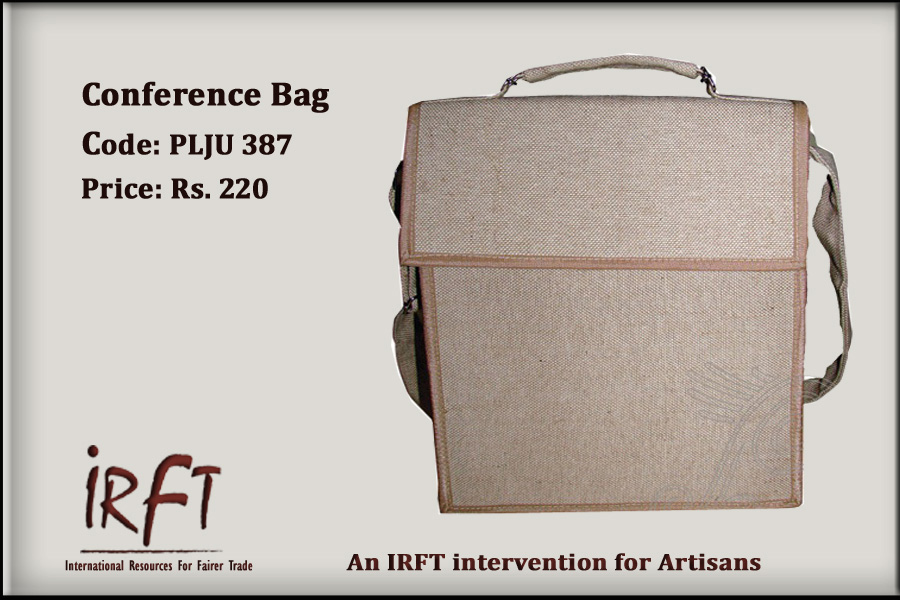 Conference Bag
Code: PLJU 387
Price: Rs. 220
iRFT
International Resources For Fairer Trade
An IRFT intervention for Artisans